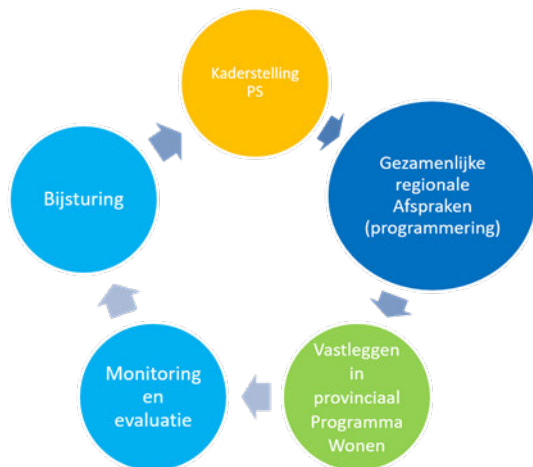 Kaderstelling
PS
Gezamenlijke
regionale
Afspraken
(programmering)
Vastleggen
in
provinciaal
Programma
Wonen
Monitoring
en
evaluatie
Bijsturing